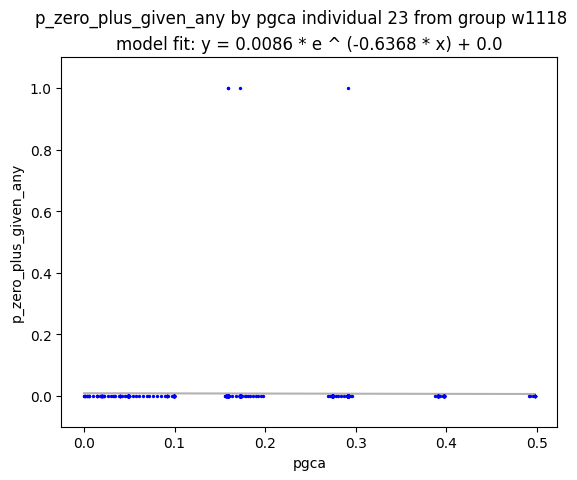 p_zero_plus_given_any by pgca individual 23 from group w1118
model fit: y = 0.0086 * e ^ (-0.6368 * x) + 0.0
1.0
0.8
0.6
0.4
0.2
0.0
p_zero_plus_given_any
0.0 0.1 0.2 0.3 0.4 0.5
pgca